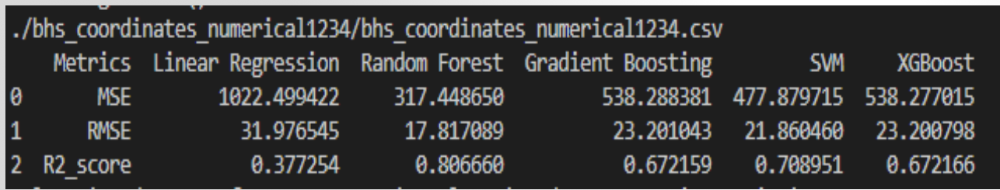 ./bhs_coordinates_numerical1234/bhs_coordinates_numerical1234.csv
Metrics Linear Regression Random Forest Gradient Boosting SVM XGBoost
0 MSE 1022.499422 317.448650 538.288381 477.879715 538.277015
1 RMSE 31.976545 17.817089 23.201043 21.860460 23.200798
2 R2_score 0.377254 0.806660 0.672159 0.708951 0.672166